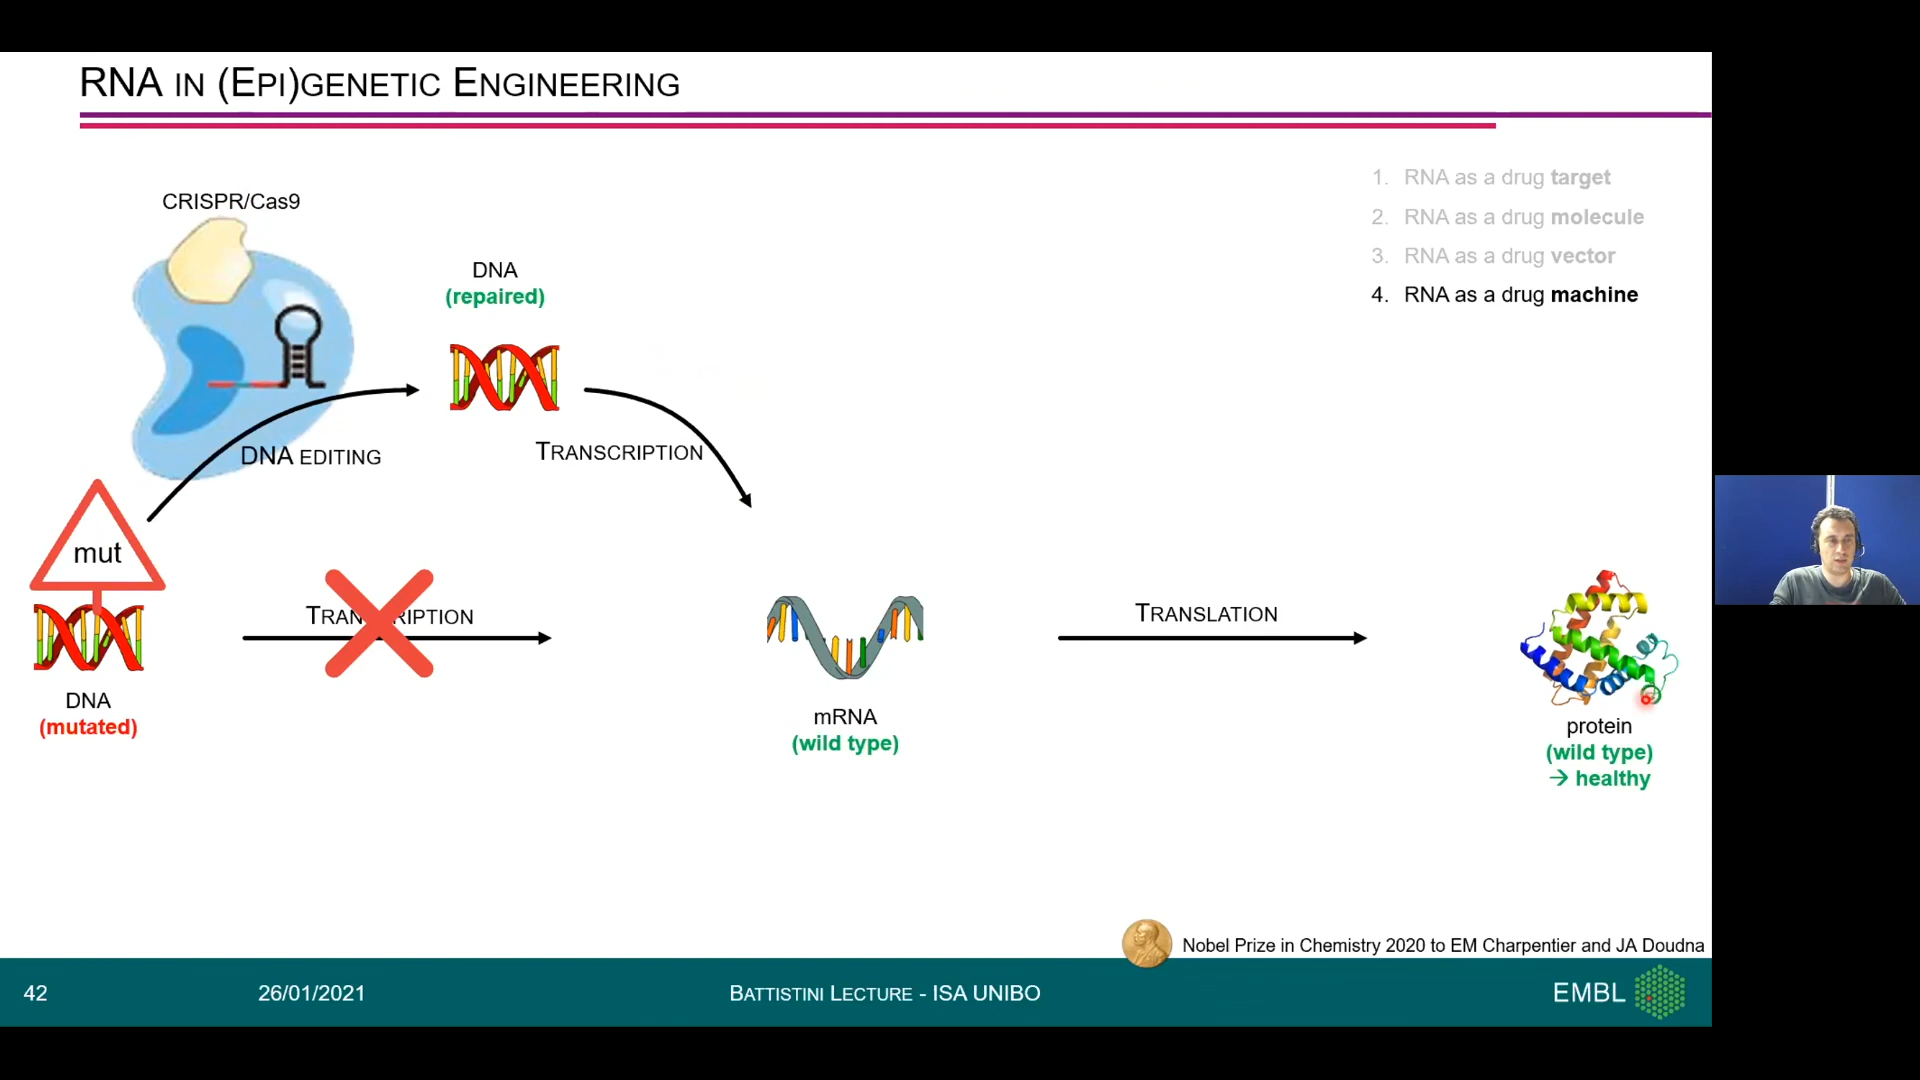 RNA IN (EPI)GENETIC ENGINEERING
1. RNA as a drug target
2. RNA as a drug molecule
3. RNA as a drug vector
4. RNA as a drug machine
CRISPR/Cas9
DNA
(repaired)
DNA EDITING
TRANSCRIPTION
mut
TRANSCRIPTION
TRANSLATION
DNA
(mutated)
mRNA
(wild type)
protein
(wild type)
→ healthy
Nobel Prize in Chemistry 2020 to EM Charpentier and JA Doudna
42
26/01/2021
BATTISTINI LECTURE - ISA UNIBO
EMBL